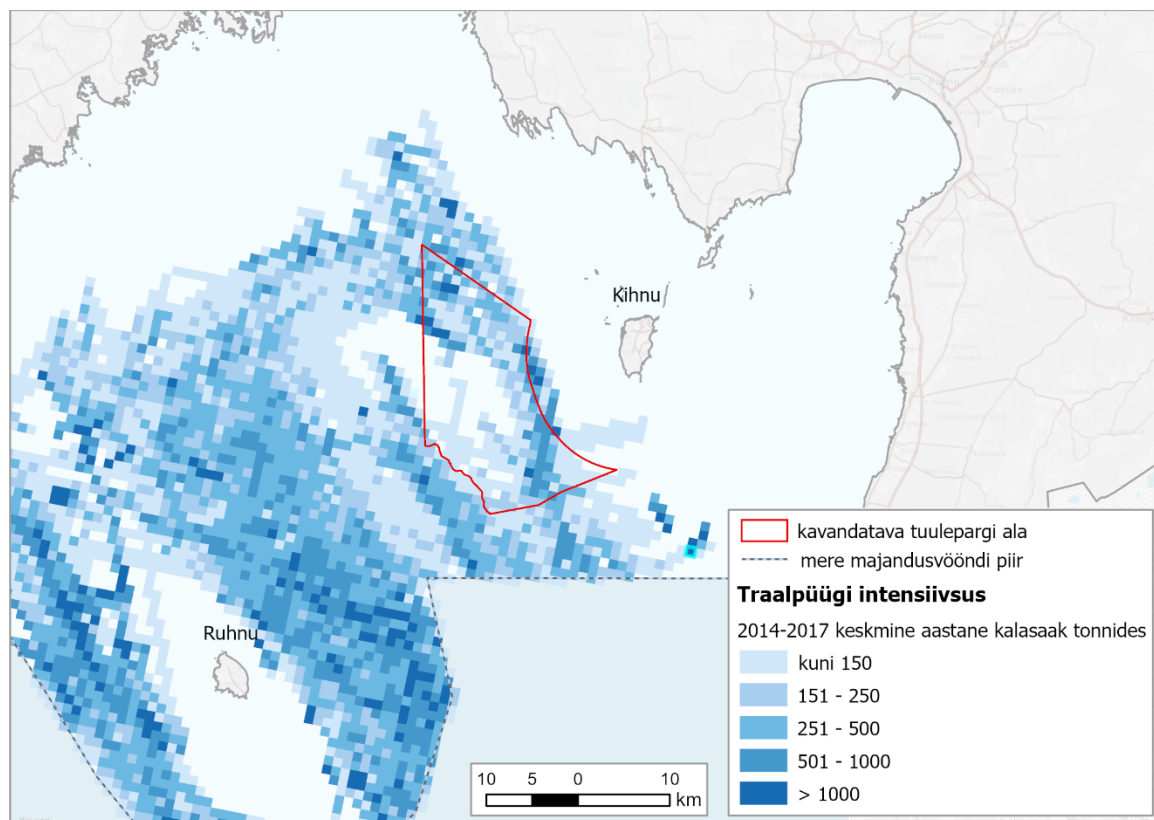 Kihnu
Ruhnu
kavandatava tuulepargi ala
mere majandusvööndi piir
Traalpüügi intensiivsus
2014-2017 keskmine aastane kalasaak tonnides
kuni 150
151 - 250
251 - 500
501 - 1000
> 1000
10 5 0 10
km